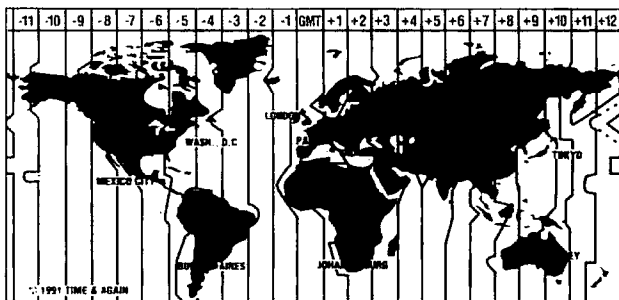 -11 -10 -9 -8 -7 -6 -5 -4 -3 -2 -1 GMT +1 +2 +3 +4 +5 +6 +7 +8 +9 +10 +11 +12
LONDON
WASH., D.C
TOKYO
MEXICO CITY
1991 TIME & AGAIN